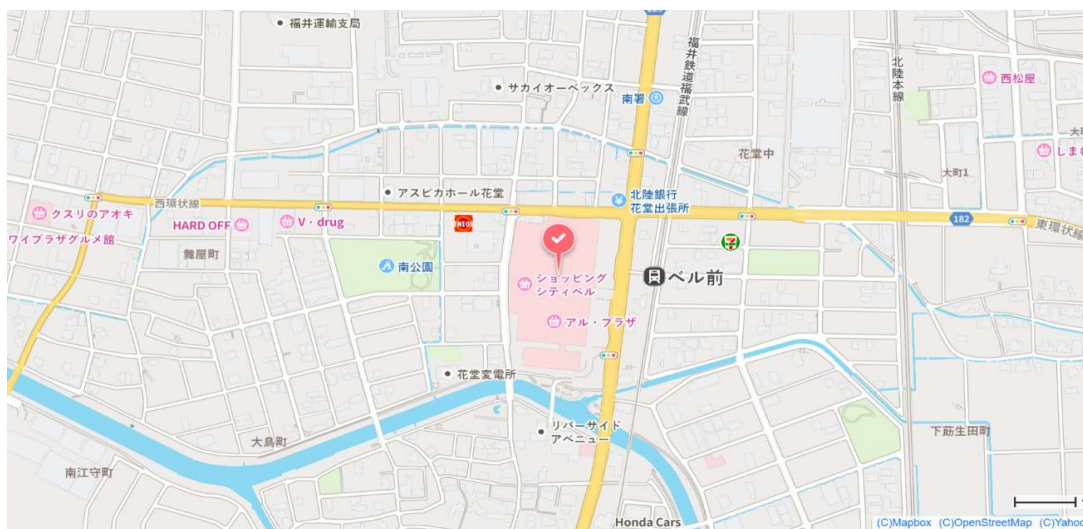 福井運輸支局
サカイオーベックス
南署
福井鉄道福武線
北陸本線
西松屋
花堂中
大町1
しまむ
アスピカホール花堂
北陸銀行
花堂出張所
西環状線
クスリのアオキ
HARD OFF
V・drug
182
東環状線
ワイプラザグルメ館
舞屋町
南公園
ショッピング
シティベル
ベル前
アル・プラザ
花堂変電所
リバーサイド
アベニュー
大島町
下莇生田町
南江守町
Honda Cars
(C)Mapbox (C)OpenStreetMap (C)Yahoo